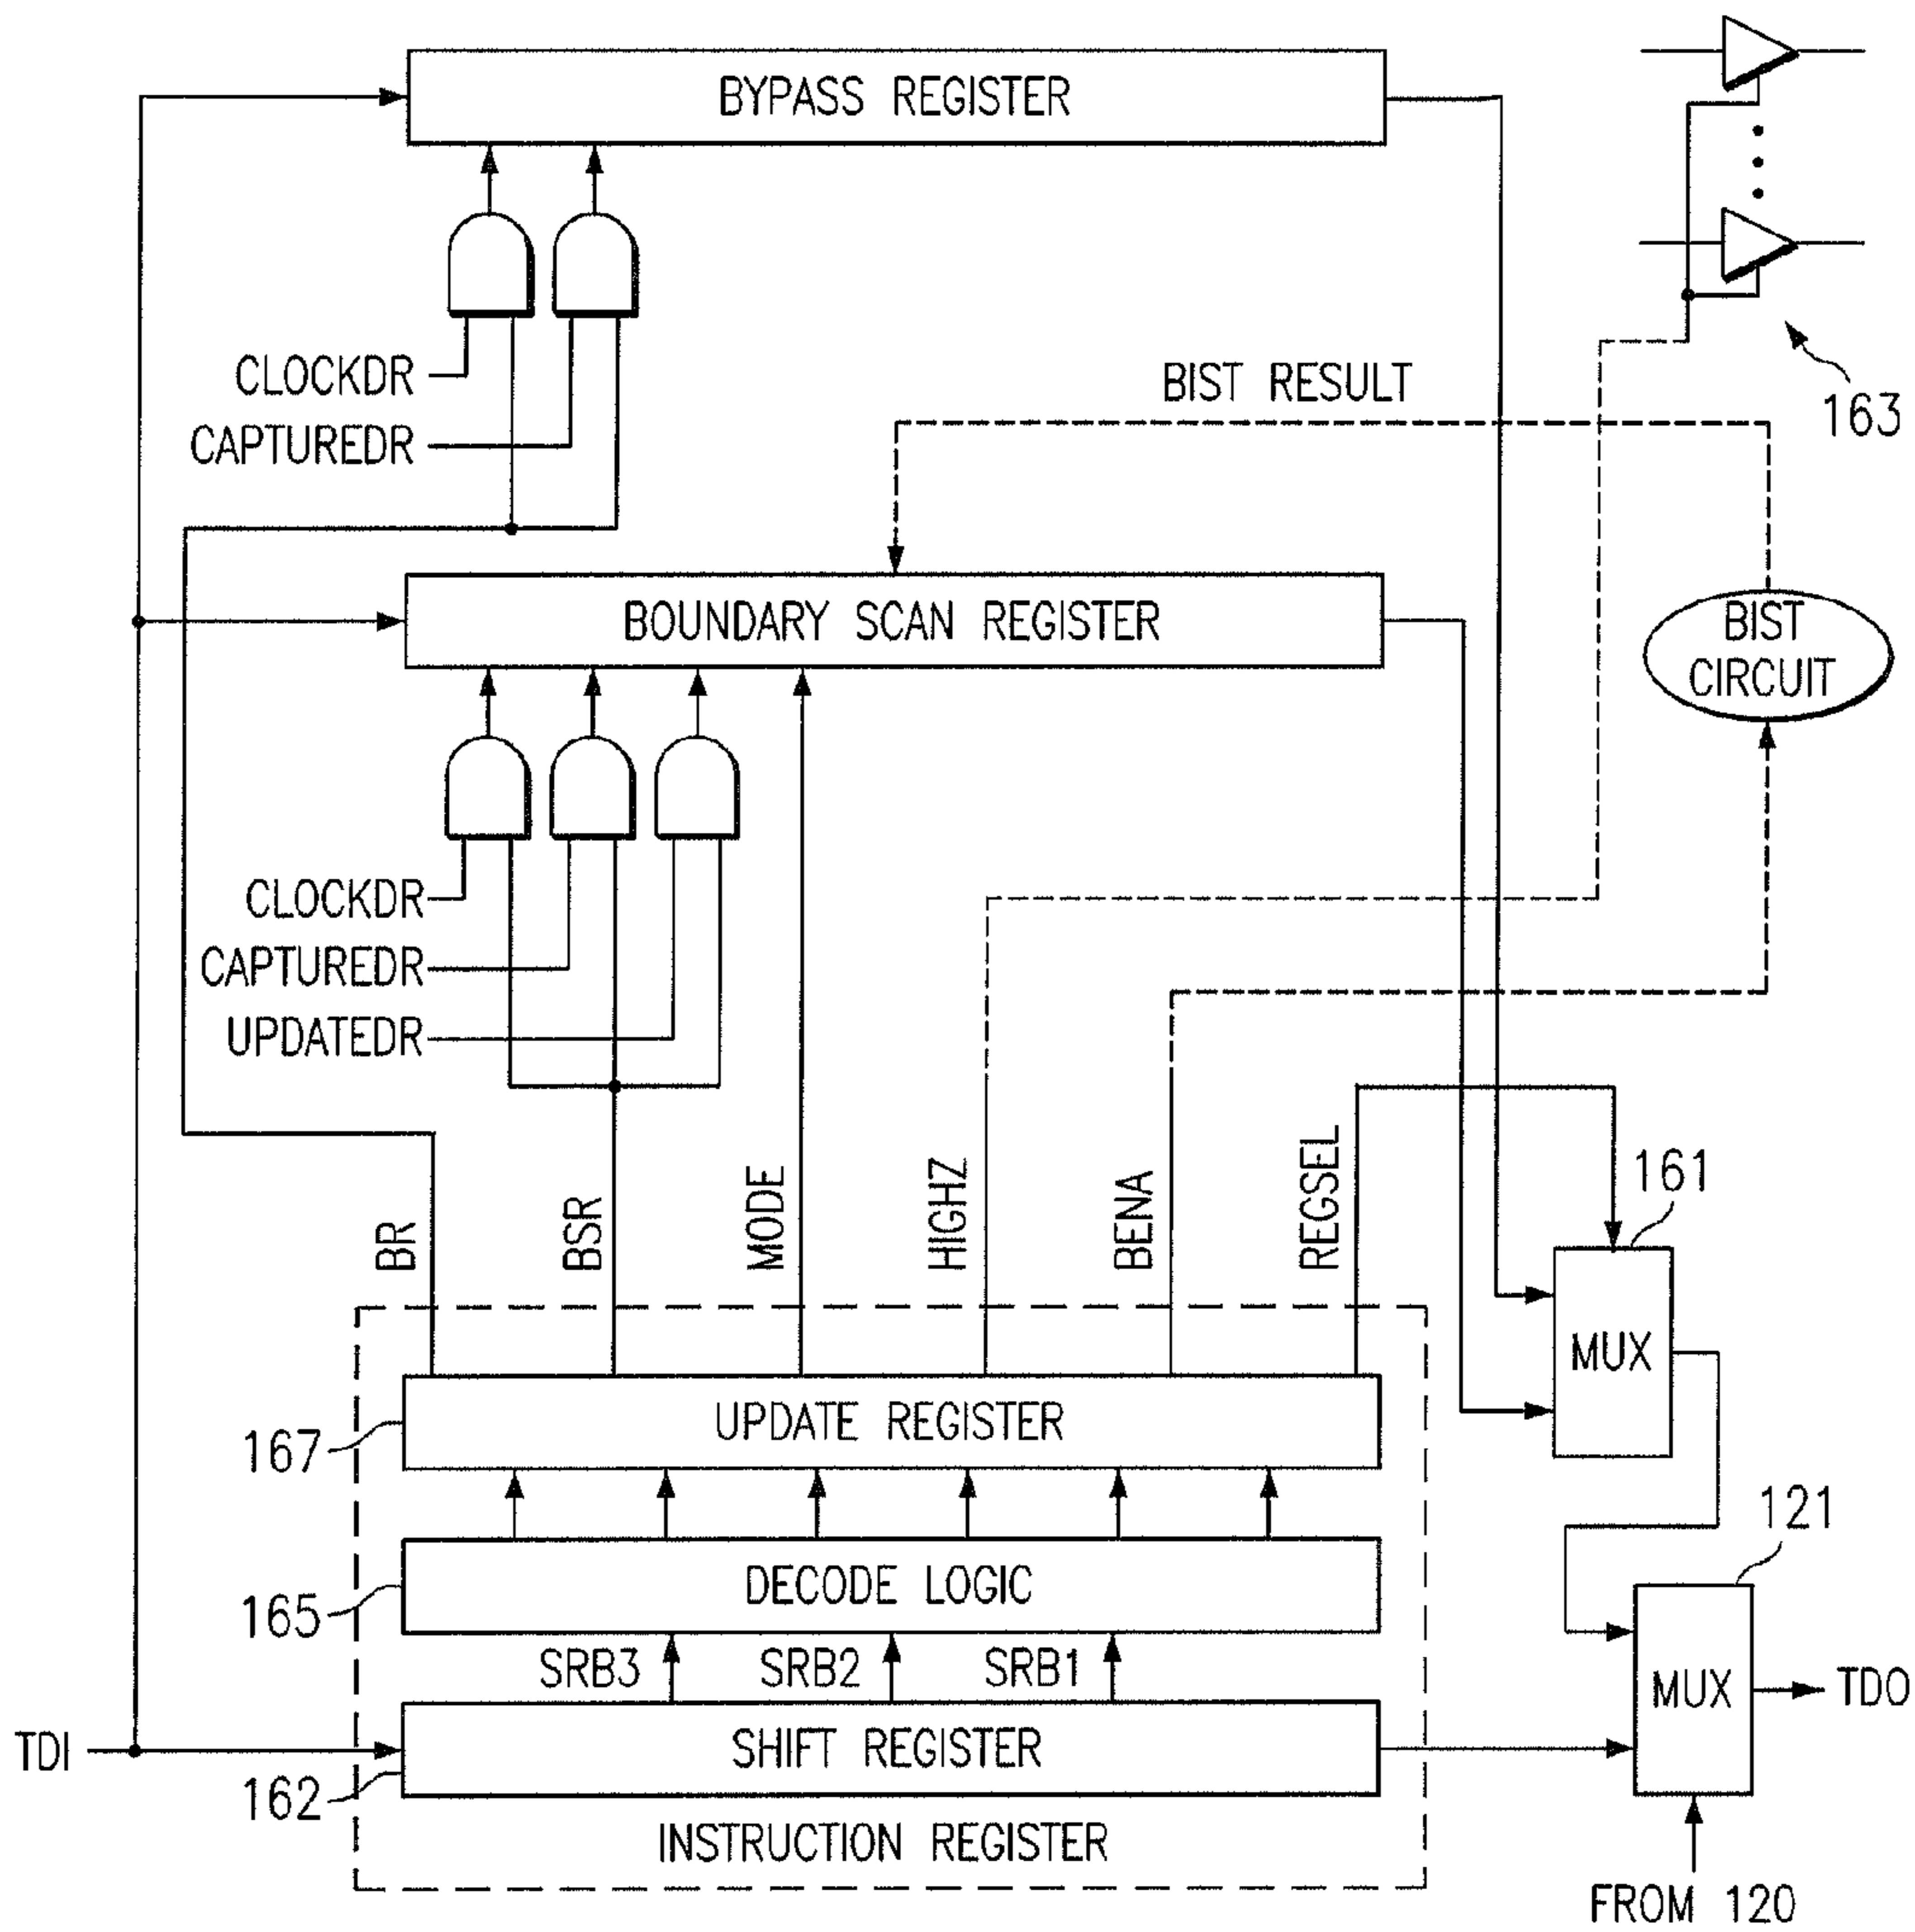 BYPASS REGISTER
CLOCKDR
CAPTUREDR
BIST RESULT
163
BOUNDARY SCAN REGISTER
BIST
CIRCUIT
CLOCKDR
CAPTUREDR
UPDATEDR
BR
BSR
MODE
HIGHZ
BENA
REGSEL
161
MUX
UPDATE REGISTER
167
121
DECODE LOGIC
165
SRB3
SRB2
SRB1
MUX
TDO
TDI
SHIFT REGISTER
162
INSTRUCTION REGISTER
FROM 120